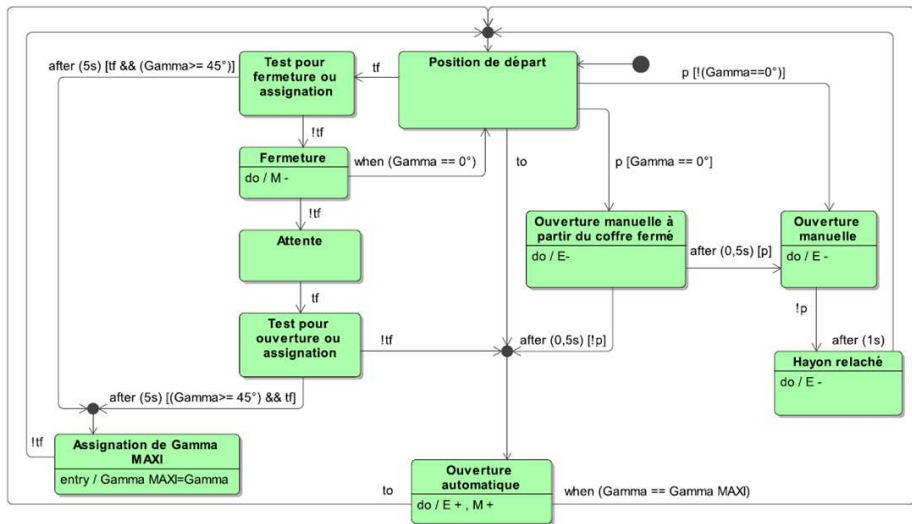 Test pour
fermeture ou
assignation
after (5s) [tf && (Gamma>= 45°)]
tf
Position de départ
p [!(Gamma==0°)]
!tf
Fermeture
do / M -
when (Gamma == 0°)
to
p [Gamma == 0°]
!tf
Attente
Ouverture manuelle à
partir du coffre fermé
do / E-
after (0,5s) [p]
Ouverture
manuelle
do / E -
tf
Test pour
ouverture ou
assignation
!tf
after (0,5s) [!p]
!p
after (1s)
Hayon relaché
do / E -
after (5s) [(Gamma>= 45°) && tf]
!tf
Assignation de Gamma
MAXI
entry / Gamma MAXI=Gamma
to
Ouverture
automatique
do / E + , M +
when (Gamma == Gamma MAXI)